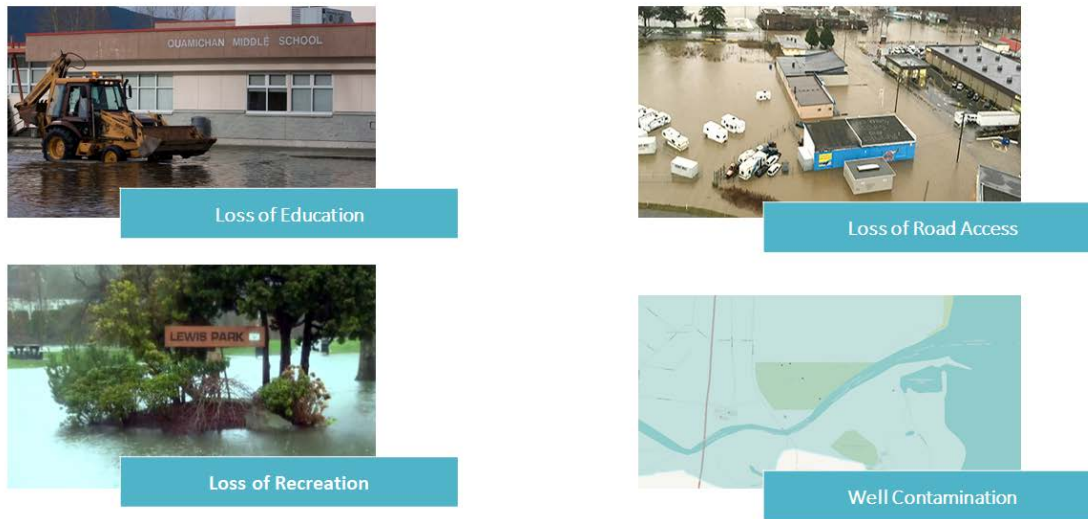 QUAMICHAN MIDDLE SCHOOL
Loss of Education
Loss of Road Access
LEWIS PARK
Loss of Recreation
Well Contamination